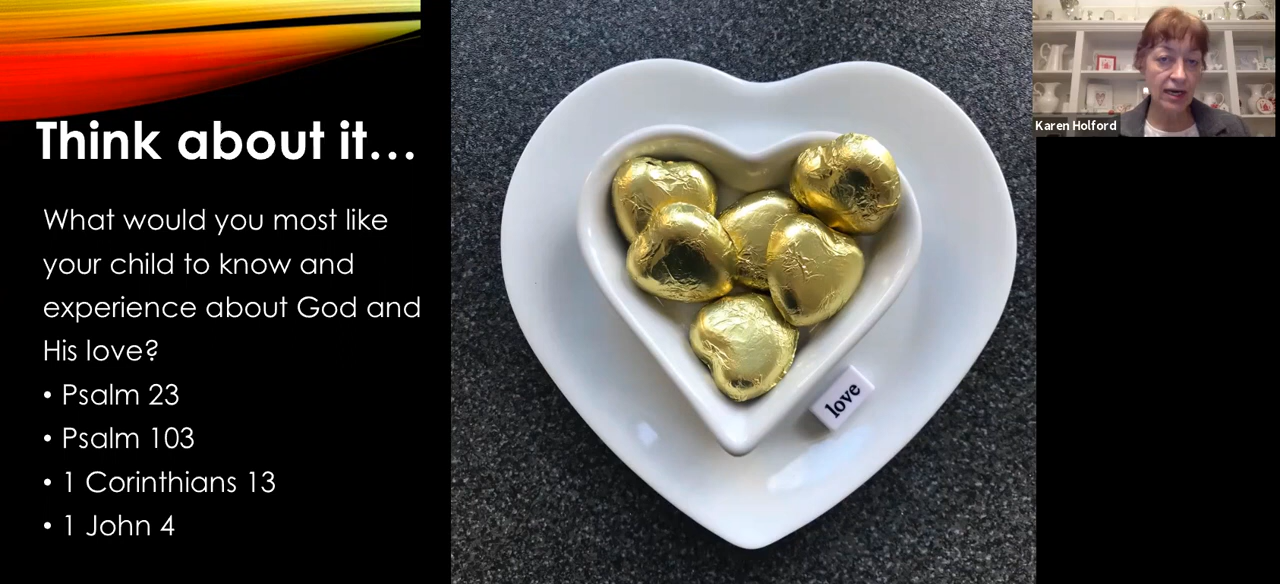 Think about it...
What would you most like
your child to know and
experience about God and
His love?
• Psalm 23
• Psalm 103
• 1 Corinthians 13
• 1 John 4
love
Karen Holford